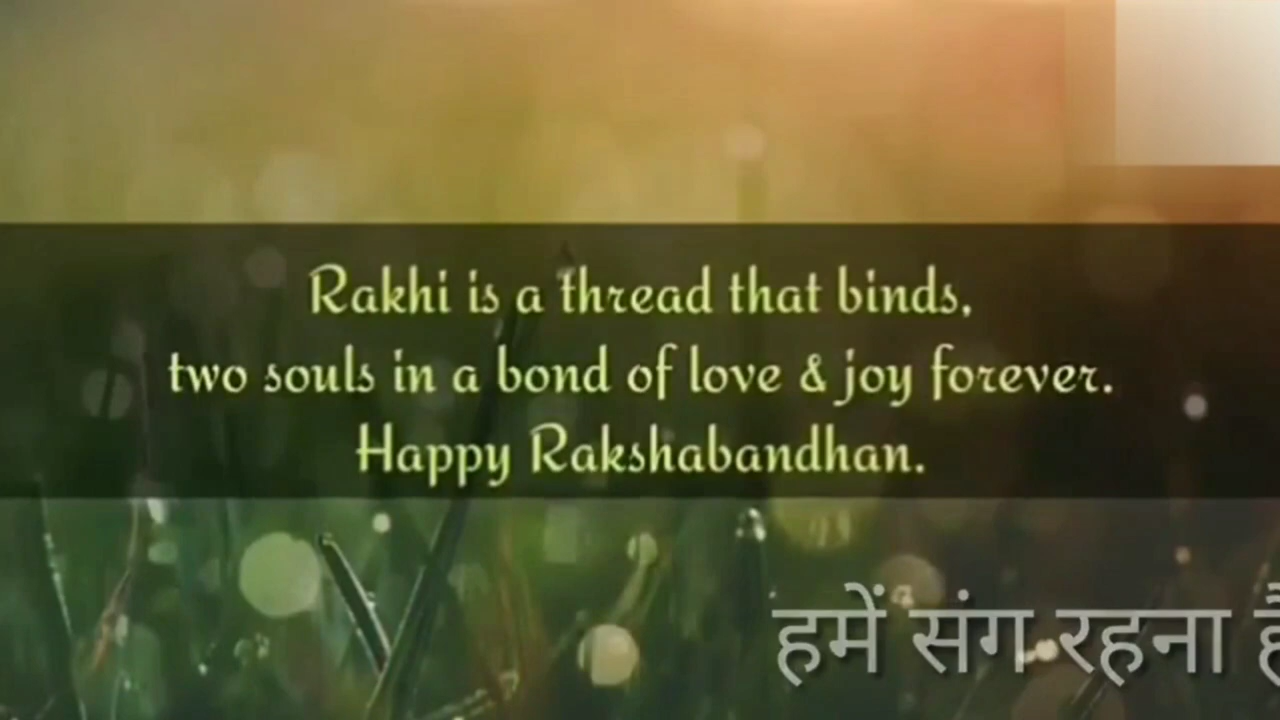 Rakhi is a thread that binds,
two souls in a bond of love & joy forever.
Happy Rakshabandhan.
हमें संग रहना है